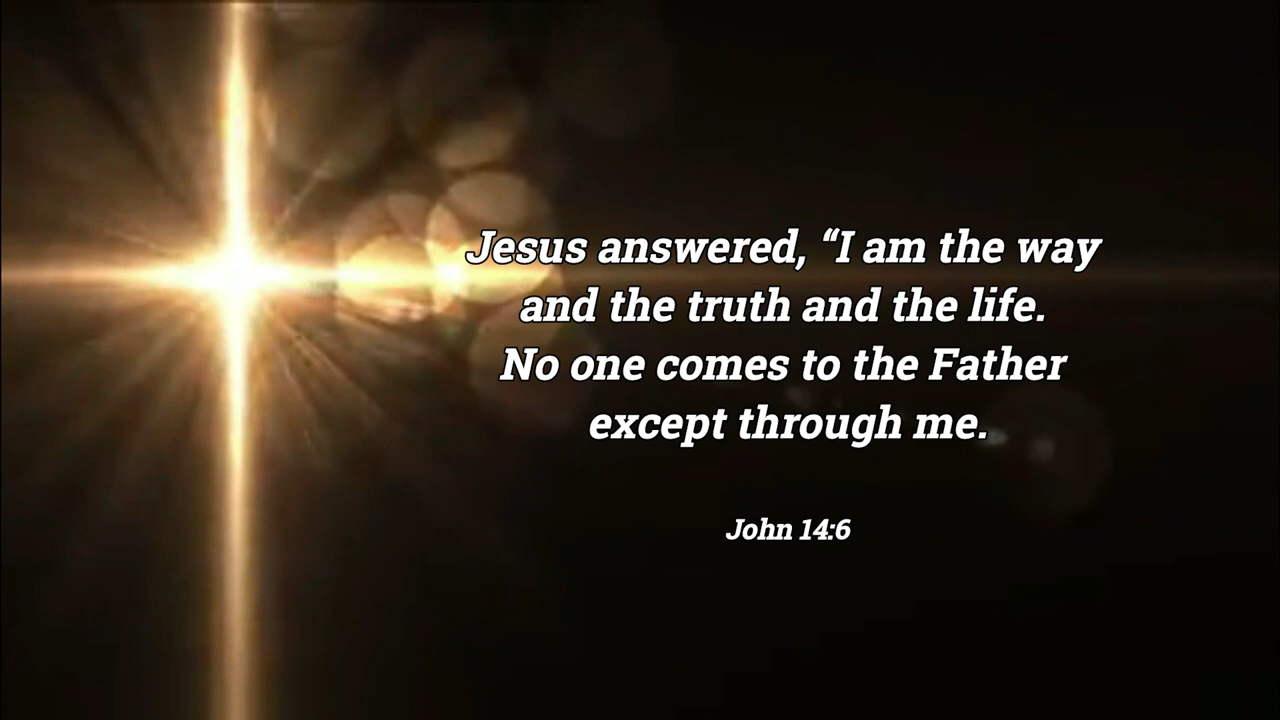 Jesus answered, “I am the way
and the truth and the life.
No one comes to the Father
except through me.
John 14:6